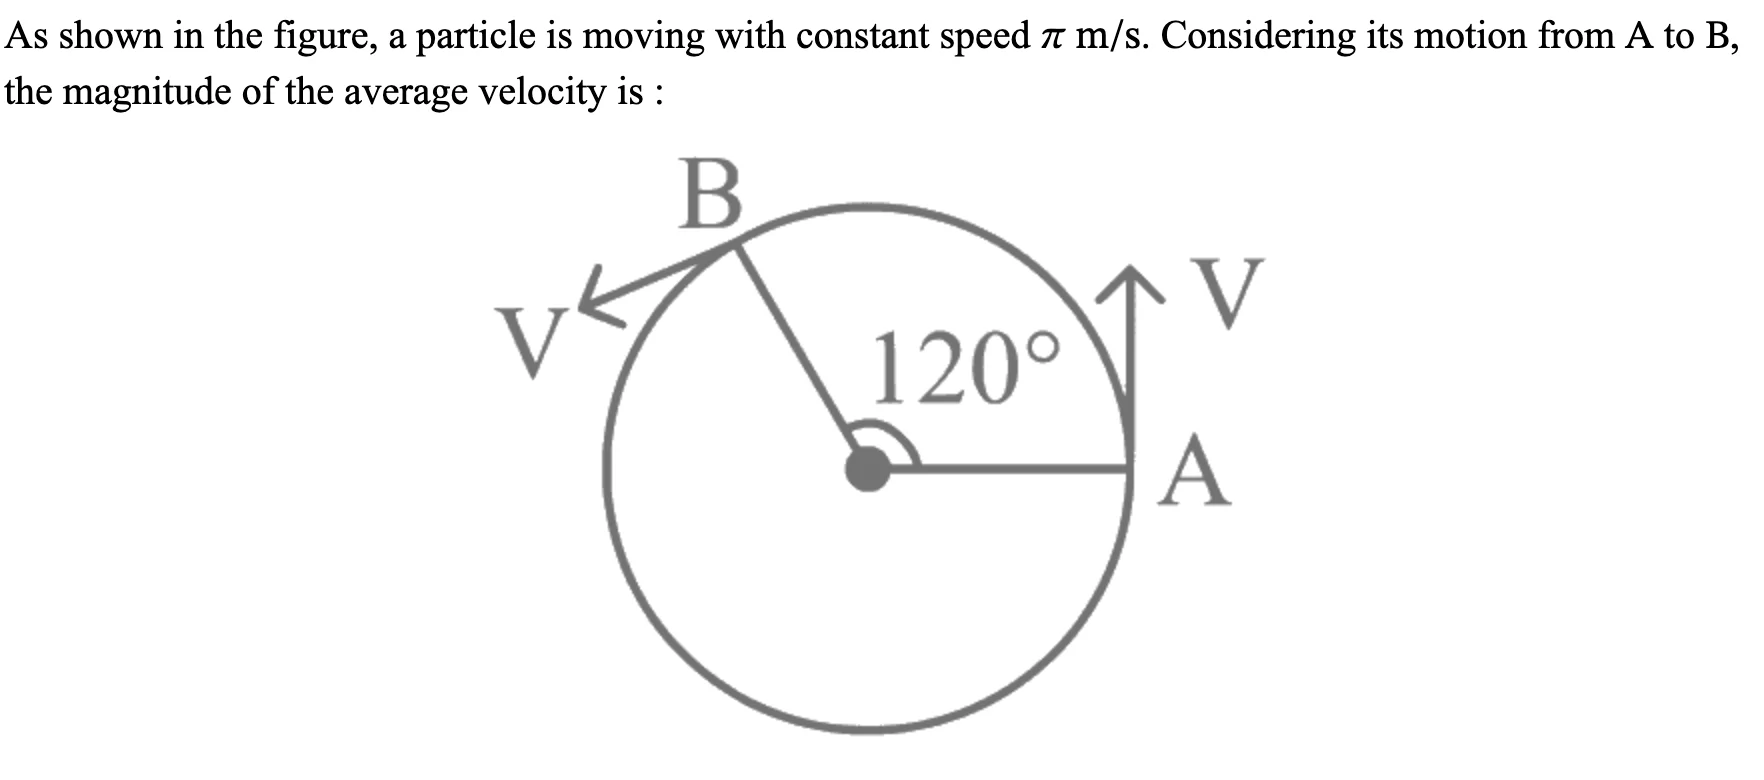 As shown in the figure, a particle is moving with constant speed π m/s. Considering its motion from A to B,
the magnitude of the average velocity is :
B
V
V
120°
A